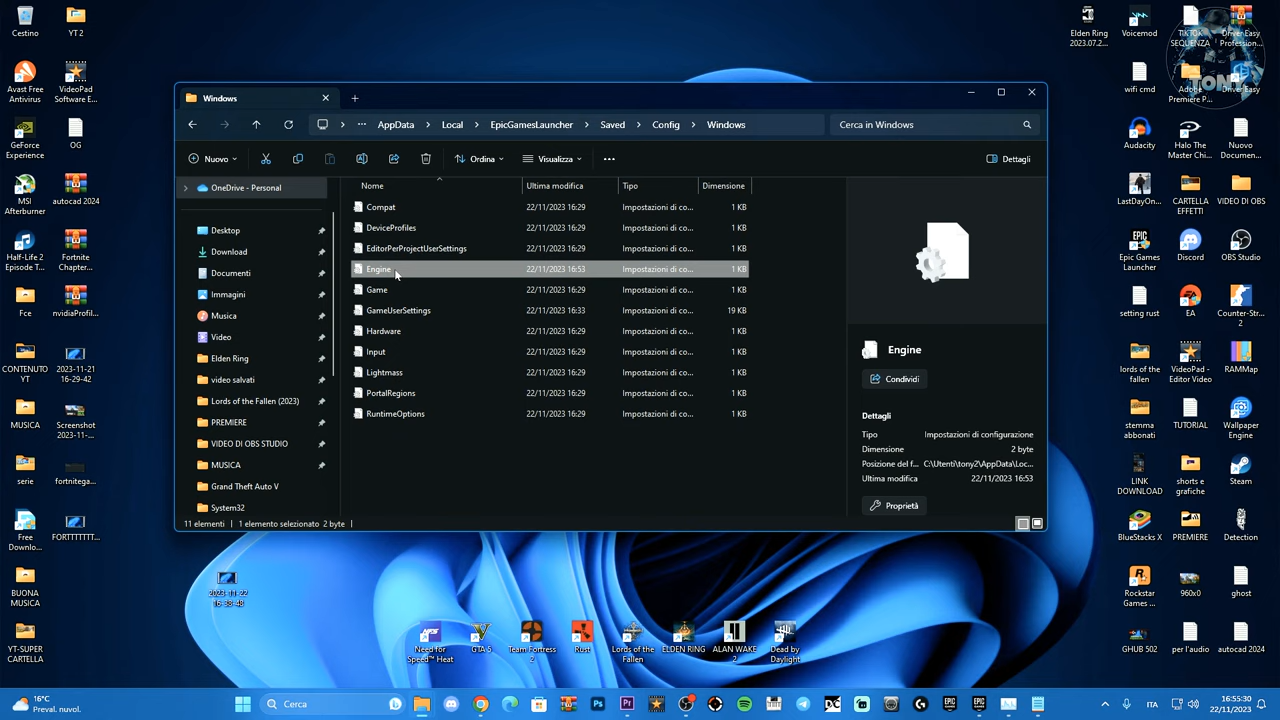 Cestino
YT 2
Avast Free
Antivirus
VideoPad
Software E...
GeForce
Experience
OG
MSI
Afterburner
autocad 2024
Half-Life 2
Episode T...
Fortnite
Chapter...
Fce
nvidiaProfil...
CONTENUTO
YT
2023-11-21
16-29-42
MUSICA
Screenshot
2023-11-...
serie
fortnitega...
Free
Downlo...
FORTTTTTT...
BUONA
MUSICA
YT-SUPER
CARTELLA
Windows
AppData
Local
EpicGamesLauncher
Saved
Config
Windows
Cerca in Windows
Nuovo
Ordina
Visualizza
Dettagli
OneDrive - Personal
Desktop
Download
Documenti
Immagini
Musica
Video
Elden Ring
video salvati
Lords of the Fallen (2023)
PREMIERE
VIDEO DI OBS STUDIO
MUSICA
Grand Theft Auto V
System32
Nome Ultima modifica Tipo Dimensione
Compat 22/11/2023 16:29 Impostazioni di co... 1 KB
DeviceProfiles 22/11/2023 16:29 Impostazioni di co... 1 KB
EditorPerProjectUserSettings 22/11/2023 16:29 Impostazioni di co... 1 KB
Engine 22/11/2023 16:53 Impostazioni di co... 1 KB
Game 22/11/2023 16:29 Impostazioni di co... 1 KB
GameUserSettings 22/11/2023 16:33 Impostazioni di co... 19 KB
Hardware 22/11/2023 16:29 Impostazioni di co... 1 KB
Input 22/11/2023 16:29 Impostazioni di co... 1 KB
Lightmass 22/11/2023 16:29 Impostazioni di co... 1 KB
PortalRegions 22/11/2023 16:29 Impostazioni di co... 1 KB
RuntimeOptions 22/11/2023 16:29 Impostazioni di co... 1 KB
Engine
Condividi
Dettagli
Tipo Impostazioni di configurazione
Dimensione 2 byte
Posizione del f... C:\Utenti\tony2\AppData\Loc...
Ultima modifica 22/11/2023 16:53
Proprietà
11 elementi 1 elemento selezionato 2 byte
2023-11-22
16-38-48
Need for
Speed™ Heat
GTA 5
Team Fortress
2
Rust
Lords of the
Fallen
ELDEN RING
ALAN WAKE
2
Dead by
Daylight
Elden Ring
2023.07.2...
Voicemod
TIKTOK
SEQUENZA
Driver Easy
Profession...
TONY
wifi cmd
Adobe
Premiere P...
Driver Easy
Audacity
Halo The
Master Chi...
Nuovo
Documen...
LastDayOn...
CARTELLA
EFFETTI
VIDEO DI OBS
Epic Games
Launcher
Discord
OBS Studio
setting rust
EA
Counter-Str...
2
lords of the
fallen
VideoPad -
Editor Video
RAMMap
stemma
abbonati
TUTORIAL
Wallpaper
Engine
LINK
DOWNLOAD
shorts e
grafiche
Steam
BlueStacks X
PREMIERE
Detection
Rockstar
Games ...
960x0
ghost
GHUB 502
per l'audio
autocad 2024
16°C
Preval. nuvol.
Cerca
ITA
16:55:30
22/11/2023